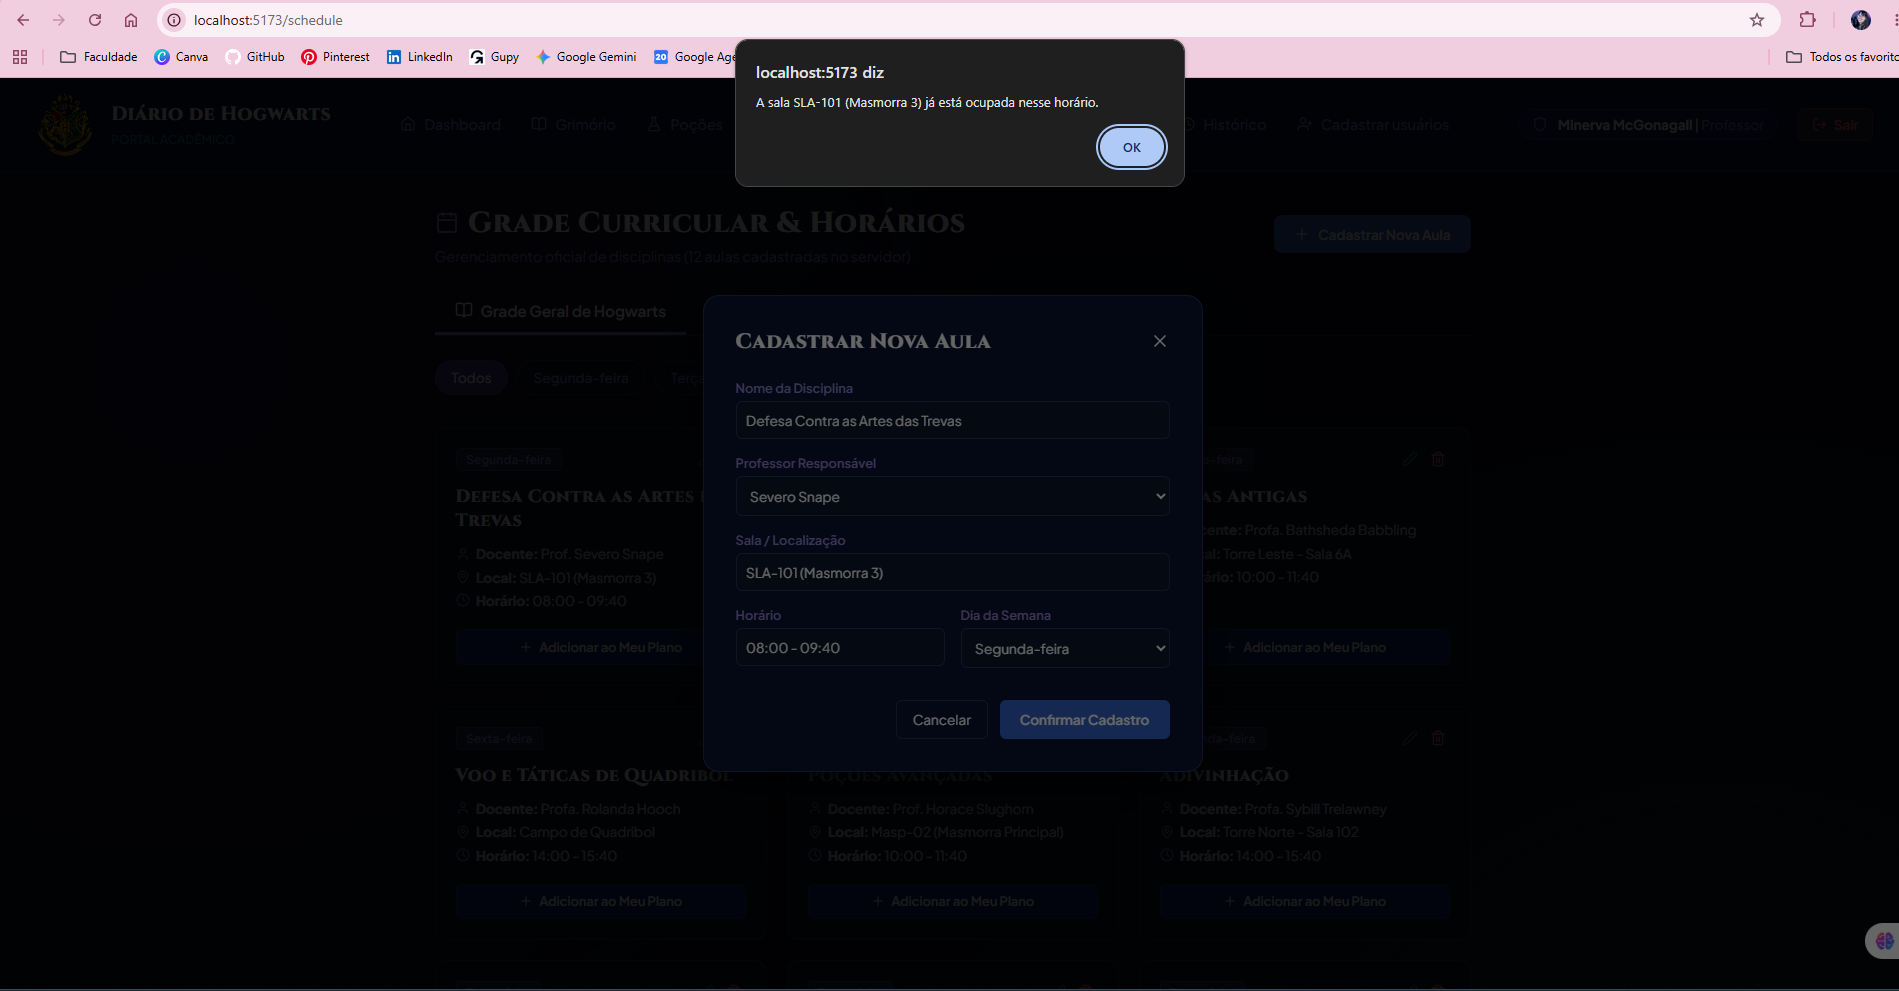 localhost:5173/schedule
Faculdade
Canva
GitHub
Pinterest
LinkedIn
Gupy
Google Gemini
20
Google Age
Todos os favorito
localhost:5173 diz
A sala SLA-101 (Masmorra 3) já está ocupada nesse horário.
OK
Diário de Hogwarts
PORTAL ACADÊMICO
Dashboard
Grimório
Poções
Histórico
Cadastrar usuários
Minerva McGonagall | Professor
Sair
Grade Curricular & Horários
Gerenciamento oficial de disciplinas (12 aulas cadastradas no servidor)
+ Cadastrar Nova Aula
Grade Geral de Hogwarts
Todos
Segunda-feira
Terç
Cadastrar Nova Aula
Nome da Disciplina
Defesa Contra as Artes das Trevas
Professor Responsável
Severo Snape
Sala / Localização
SLA-101 (Masmorra 3)
Horário
08:00 - 09:40
Dia da Semana
Segunda-feira
Cancelar
Confirmar Cadastro
Segunda-feira
Defesa Contra as Artes
Trevas
Docente: Prof. Severo Snape
Local: SLA-101 (Masmorra 3)
Horário: 08:00 - 09:40
+ Adicionar ao Meu Plano
-feira
as Antigas
ente: Profa. Bathsheda Babbling
al: Torre Leste - Sala 6A
ário: 10:00 - 11:40
+ Adicionar ao Meu Plano
Sexta-feira
Voo e Táticas de Quadribol
Docente: Profa. Rolanda Hooch
Local: Campo de Quadribol
Horário: 14:00 - 15:40
+ Adicionar ao Meu Plano
Poções Avançadas
Docente: Prof. Horace Slughorn
Local: Masp-02 (Masmorra Principal)
Horário: 10:00 - 11:40
+ Adicionar ao Meu Plano
da-feira
Adivinhação
Docente: Profa. Sybill Trelawney
Local: Torre Norte - Sala 102
Horário: 14:00 - 15:40
+ Adicionar ao Meu Plano